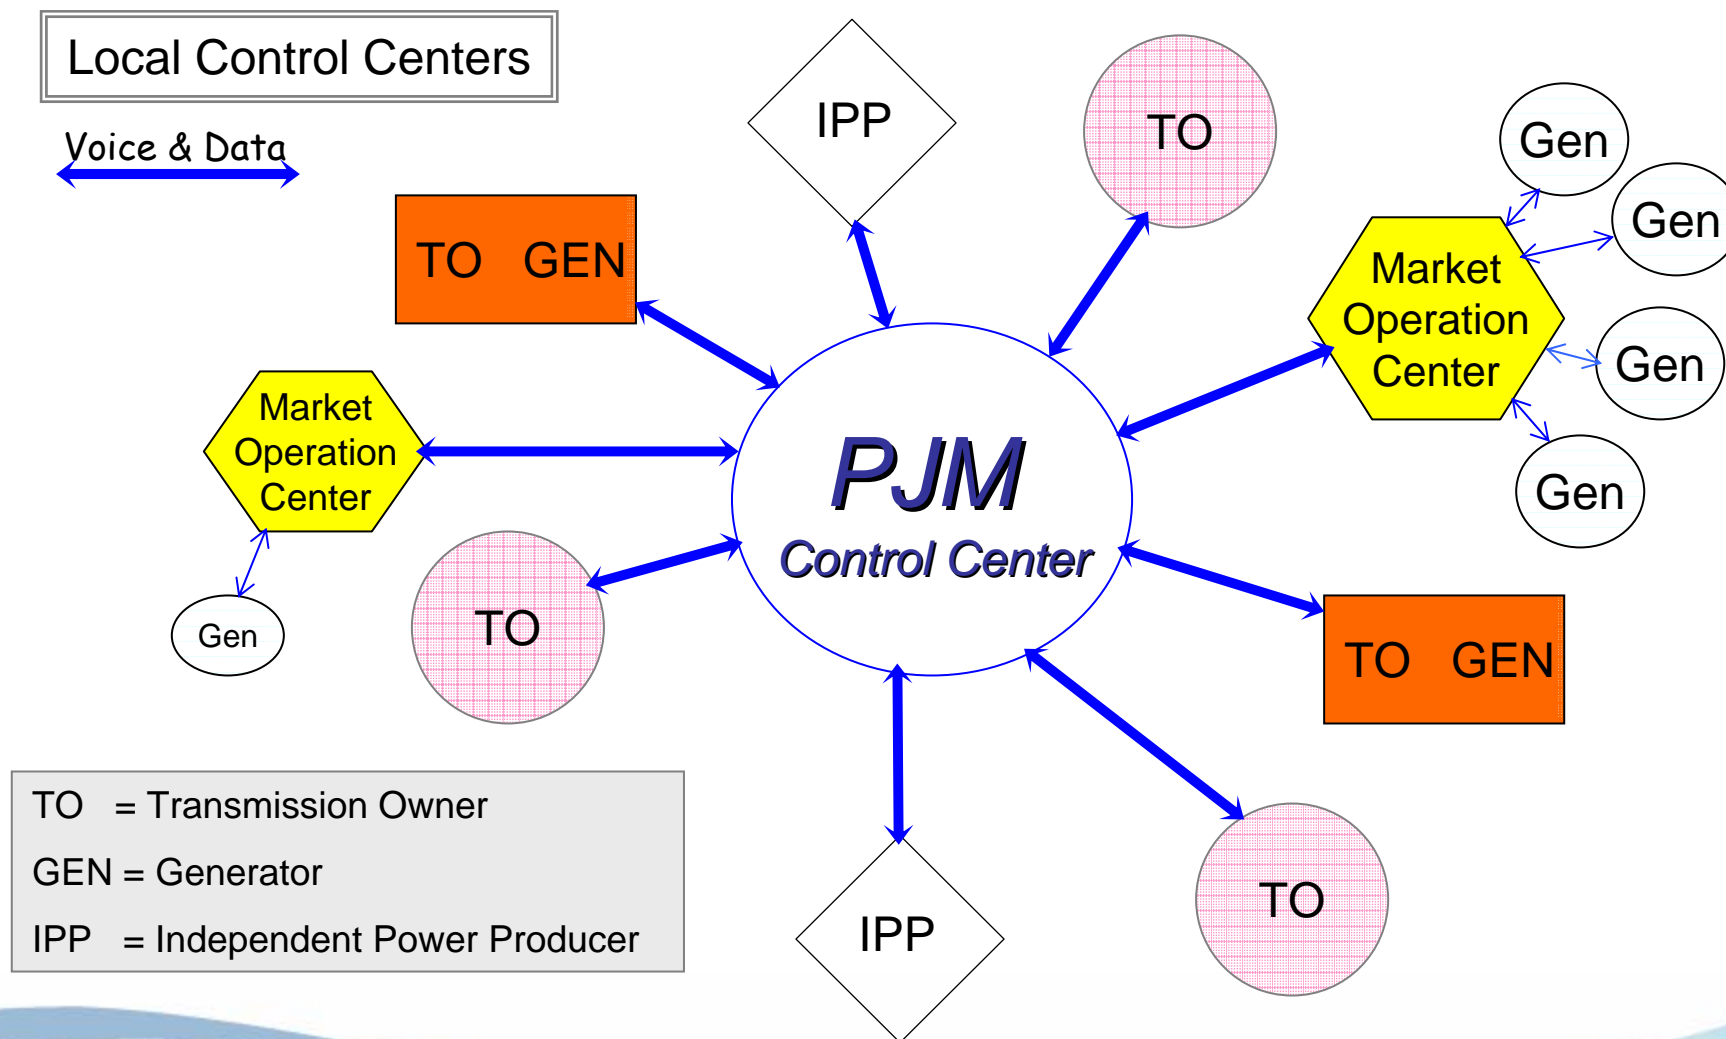 Local Control Centers
Voice & Data
IPP
TO
Gen
Gen
Gen
Gen
Market
Operation
Center
TO GEN
Market
Operation
Center
Gen
TO
PJM
Control Center
TO GEN
TO
IPP
TO = Transmission Owner
GEN = Generator
IPP = Independent Power Producer